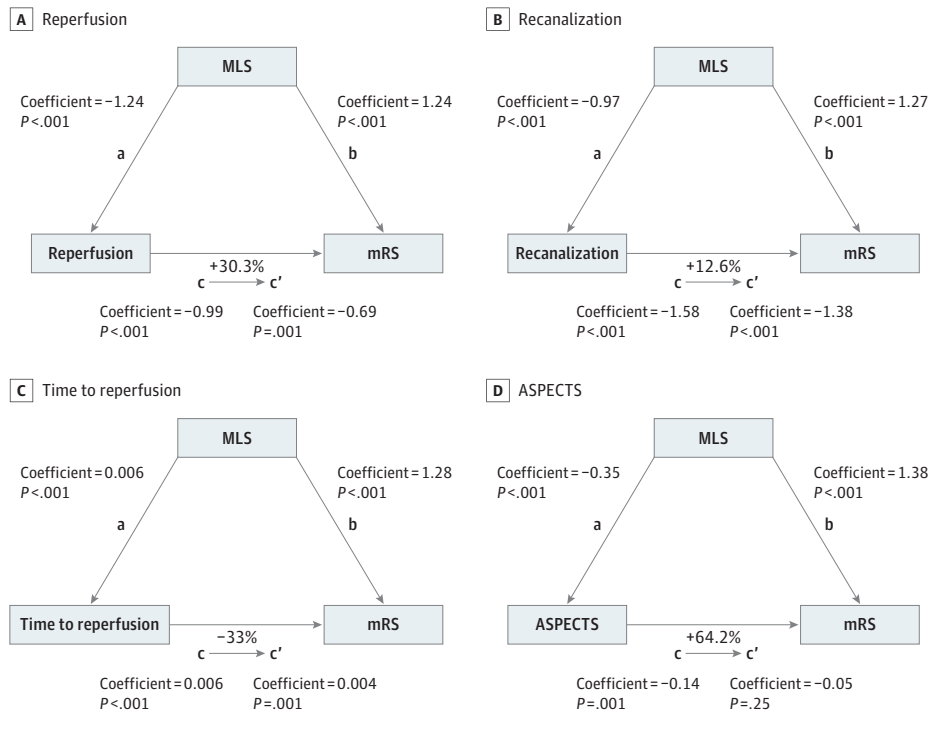 A Reperfusion
MLS
Coefficient = −1.24
P <.001
Coefficient = 1.24
P <.001
a
b
Reperfusion
mRS
+30.3%
c c′
Coefficient = −0.99
P <.001
Coefficient = −0.69
P =.001
B Recanalization
MLS
Coefficient = −0.97
P <.001
Coefficient = 1.27
P <.001
a
b
Recanalization
mRS
+12.6%
c c′
Coefficient = −1.58
P <.001
Coefficient = −1.38
P <.001
C Time to reperfusion
MLS
Coefficient = 0.006
P <.001
Coefficient = 1.28
P <.001
a
b
Time to reperfusion
mRS
−33%
c c′
Coefficient = 0.006
P <.001
Coefficient = 0.004
P =.001
D ASPECTS
MLS
Coefficient = −0.35
P <.001
Coefficient = 1.38
P <.001
a
b
ASPECTS
mRS
+64.2%
c c′
Coefficient = −0.14
P =.001
Coefficient = −0.05
P =.25